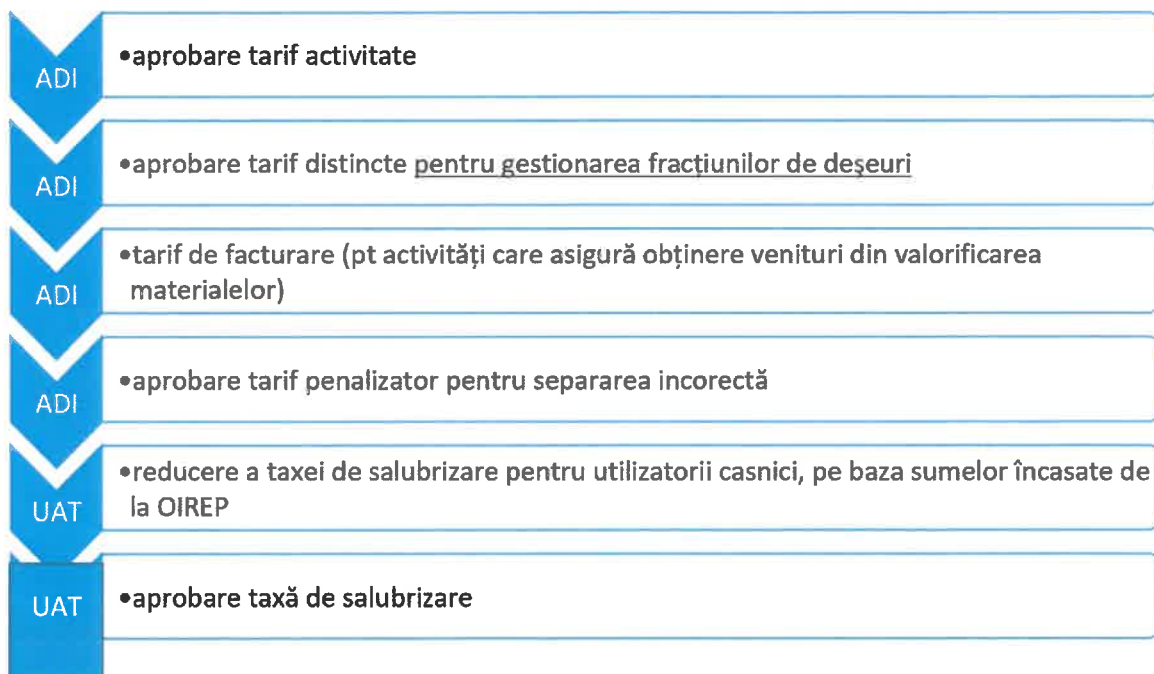 ADI
•aprobare tarif activitate
ADI
•aprobare tarif distincte pentru gestionarea fracțiunilor de deșeuri
ADI
•tarif de facturare (pt activități care asigură obținere venituri din valorificarea
materialelor)
ADI
•aprobare tarif penalizator pentru separarea incorectă
UAT
•reducere a taxei de salubrizare pentru utilizatorii casnici, pe baza sumelor încasate de
la OIREP
UAT
•aprobare taxă de salubrizare